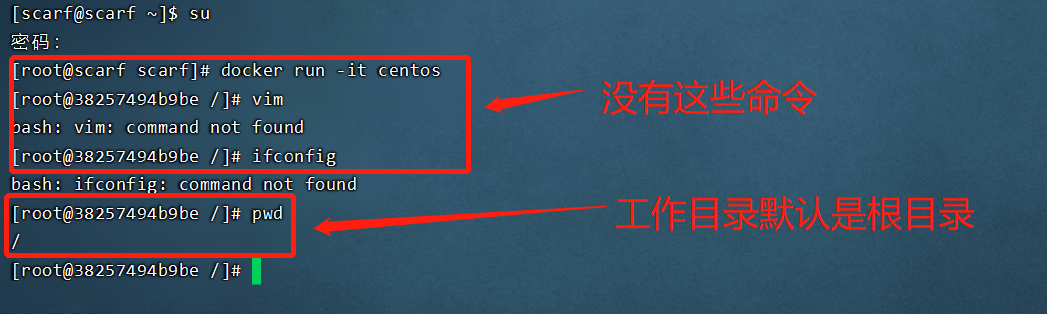 [scarf@scarf ~]$ su
密码：
[root@scarf scarf]# docker run -it centos
[root@38257494b9be /]# vim
没有这些命令
bash: vim: command not found
[root@38257494b9be /]# ifconfig
bash: ifconfig: command not found
[root@38257494b9be /]# pwd
工作目录默认是根目录
/
[root@38257494b9be /]#